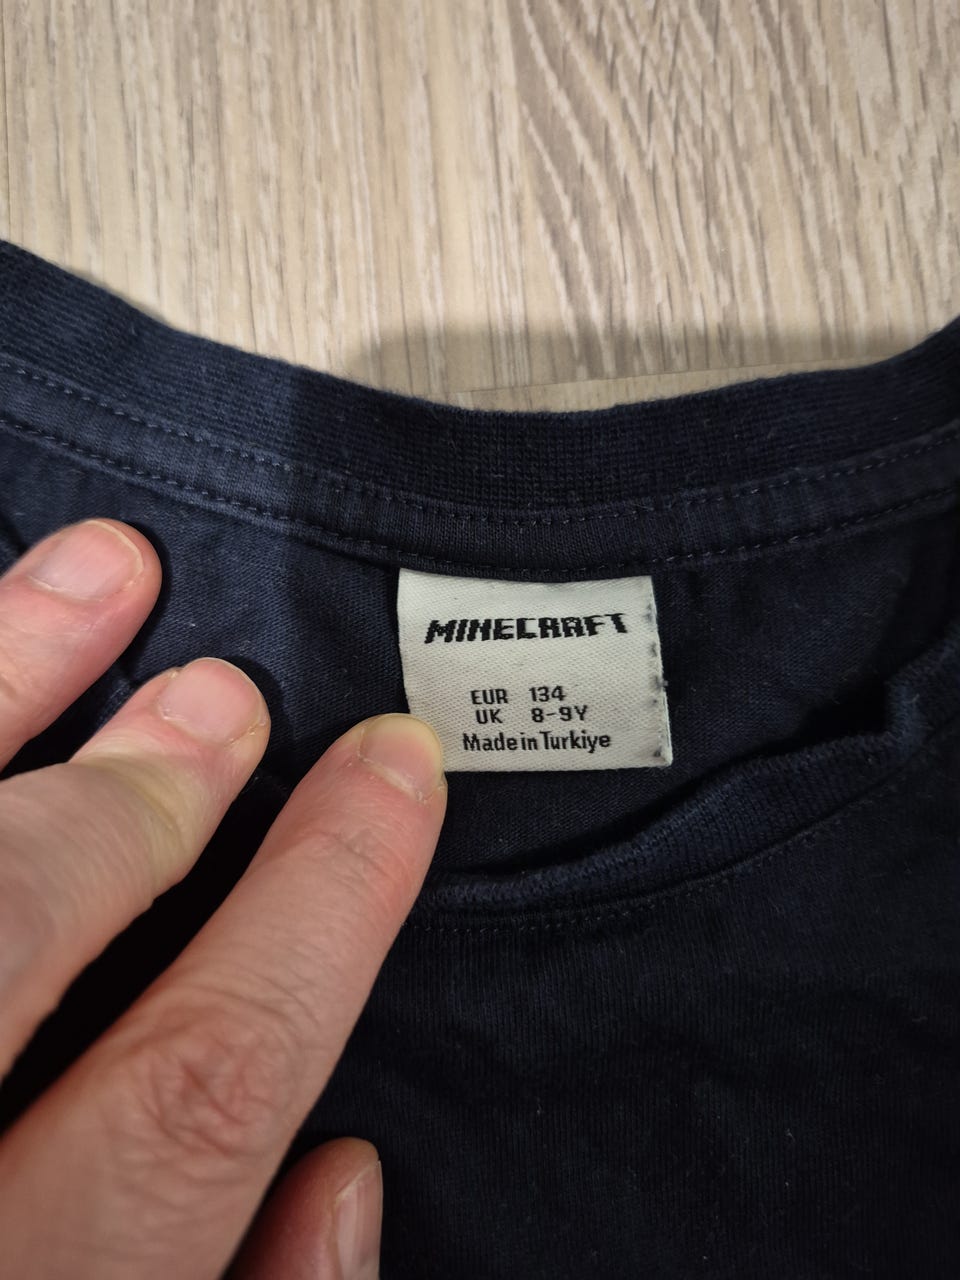 MINECRAFT
EUR 134
UK 8-9Y
Made in Turkiye